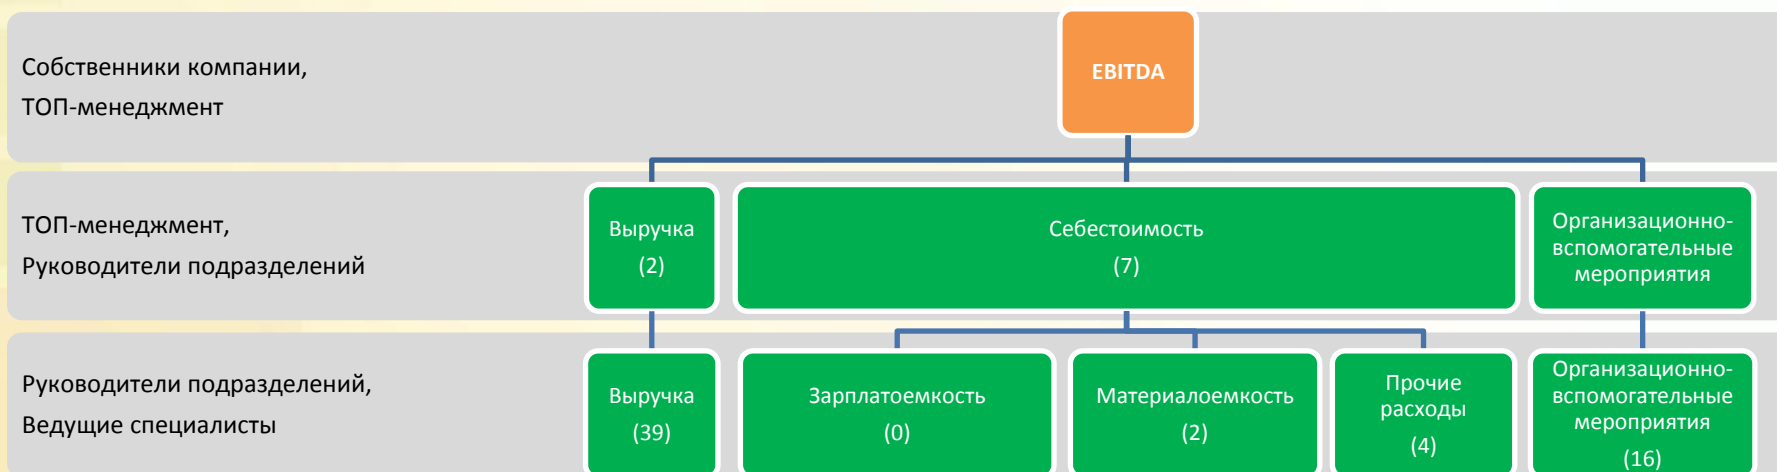 Собственники компании,
ТОП-менеджмент
EBITDA
ТОП-менеджмент,
Руководители подразделений
Выручка
(2)
Себестоимость
(7)
Организационно-
вспомогательные
мероприятия
Руководители подразделений,
Ведущие специалисты
Выручка
(39)
Зарплатоемкость
(0)
Материалоемкость
(2)
Прочие
расходы
(4)
Организационно-
вспомогательные
мероприятия
(16)